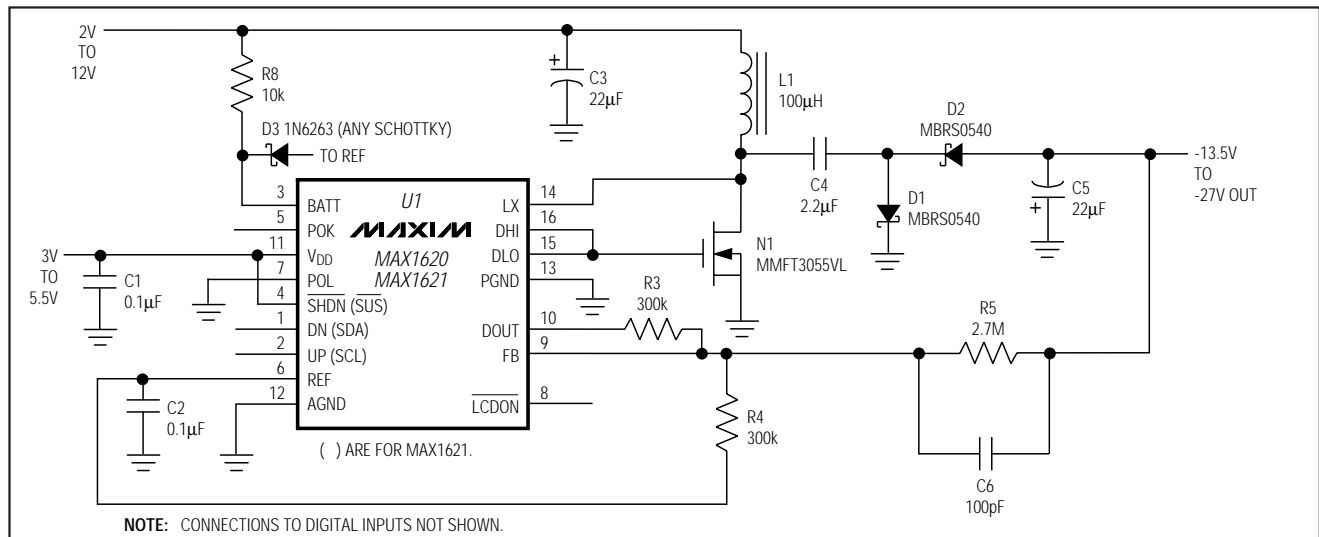 2V
TO
12V
R8
10k
+
C3
22µF
L1
100µH
D3 1N6263 (ANY SCHOTTKY)
TO REF
D2
MBRS0540
C4
2.2µF
D1
MBRS0540
C5
+
22µF
-13.5V
TO
-27V OUT
3V
TO
5.5V
C1
0.1µF
3
5
11
7
4
1
2
6
12
U1
MAXIM
MAX1620
MAX1621
BATT
POK
VDD
POL
SHDN (SUS)
DN (SDA)
UP (SCL)
REF
AGND
LX
DHI
DLO
PGND
DOUT
FB
LCDON
14
16
15
13
10
9
8
N1
MMFT3055VL
R3
300k
R5
2.7M
R4
300k
C6
100pF
C2
0.1µF
( ) ARE FOR MAX1621.
NOTE: CONNECTIONS TO DIGITAL INPUTS NOT SHOWN.